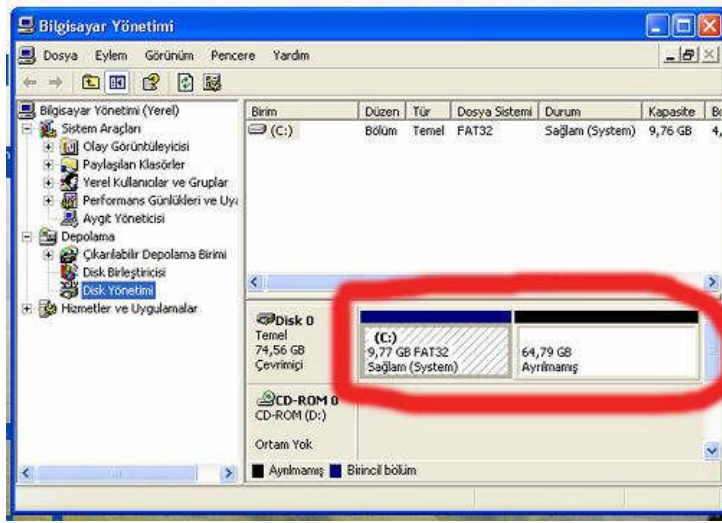 Bilgisayar Yönetimi
Dosya Eylem Görünüm Pencere Yardım
Bilgisayar Yönetimi (Yerel)
Sistem Araçları
Olay Görüntüleyicisi
Paylaşılan Klasörler
Yerel Kullanıcılar ve Gruplar
Performans Günlükleri ve Uya
Aygıt Yöneticisi
Depolama
Çıkarılabilir Depolama Birimi
Disk Birleştiricisi
Disk Yönetimi
Hizmetler ve Uygulamalar
Birim Düzen Tür Dosya Sistemi Durum Kapasite
(C:) Bölüm Temel FAT32 Sağlam (System) 9,76 GB 4,
Disk 0
Temel
74,56 GB
Çevrimiçi
(C:)
9,77 GB FAT32
Sağlam (System)
64,79 GB
Ayrılmamış
CD-ROM 0
CD-ROM (D:)
Ortam Yok
Ayrılmamış Birincil bölüm